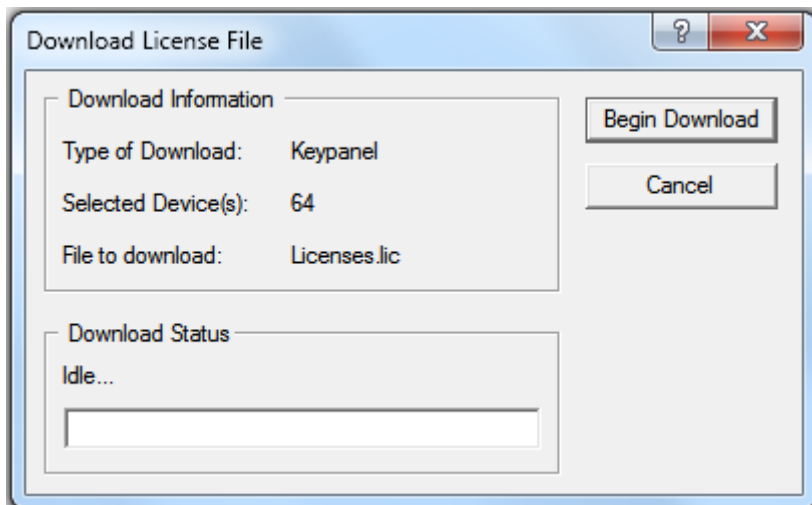 Download License File
Download Information
Type of Download: Keypanel
Selected Device(s): 64
File to download: Licenses.lic
Begin Download
Cancel
Download Status
Idle...